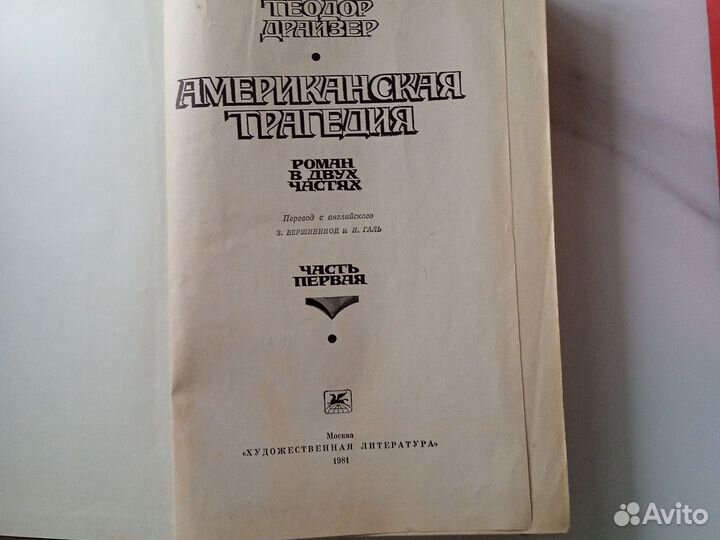 ТЕОДОР
ДРАЙЗЕР
АМЕРИКАНСКАЯ
ТРАГЕДИЯ
РОМАН
В ДВУХ
ЧАСТЯХ
Перевод с английского
З. ВЕРШИНИНОЙ и Н. ГАЛЬ
ЧАСТЬ
ПЕРВАЯ
Москва
«ХУДОЖЕСТВЕННАЯ ЛИТЕРАТУРА»
1981
Avito